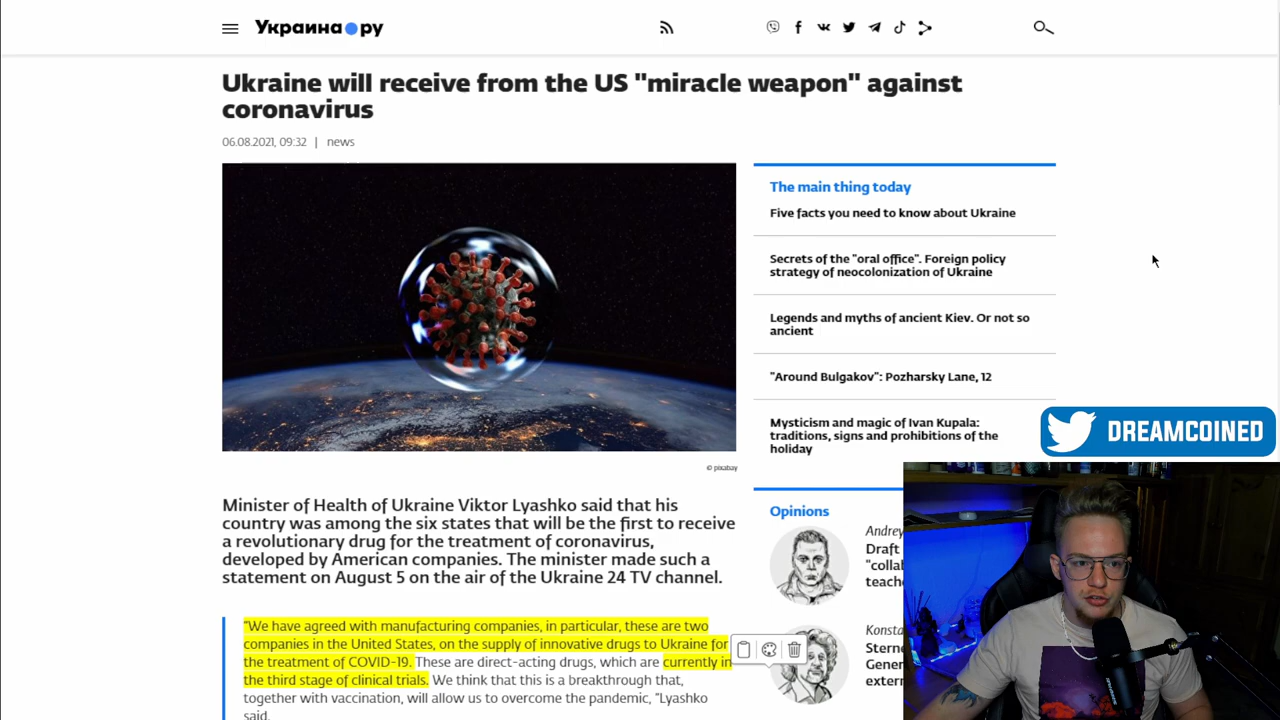 Украина ру
Ukraine will receive from the US "miracle weapon" against
coronavirus
06.08.2021, 09:32 | news
© pixabay
Minister of Health of Ukraine Viktor Lyashko said that his
country was among the six states that will be the first to receive
a revolutionary drug for the treatment of coronavirus,
developed by American companies. The minister made such a
statement on August 5 on the air of the Ukraine 24 TV channel.
"We have agreed with manufacturing companies, in particular, these are two
companies in the United States, on the supply of innovative drugs to Ukraine for
the treatment of COVID-19. These are direct-acting drugs, which are currently in
the third stage of clinical trials. We think that this is a breakthrough that,
together with vaccination, will allow us to overcome the pandemic, "Lyashko
said.
The main thing today
Five facts you need to know about Ukraine
Secrets of the "oral office". Foreign policy
strategy of neocolonization of Ukraine
Legends and myths of ancient Kiev. Or not so
ancient
"Around Bulgakov": Pozharsky Lane, 12
Mysticism and magic of Ivan Kupala:
traditions, signs and prohibitions of the
holiday
Opinions
Andrey
Draft
"collab
teache
Konsta
Sterne
Gener
extern
DREAMCOINED